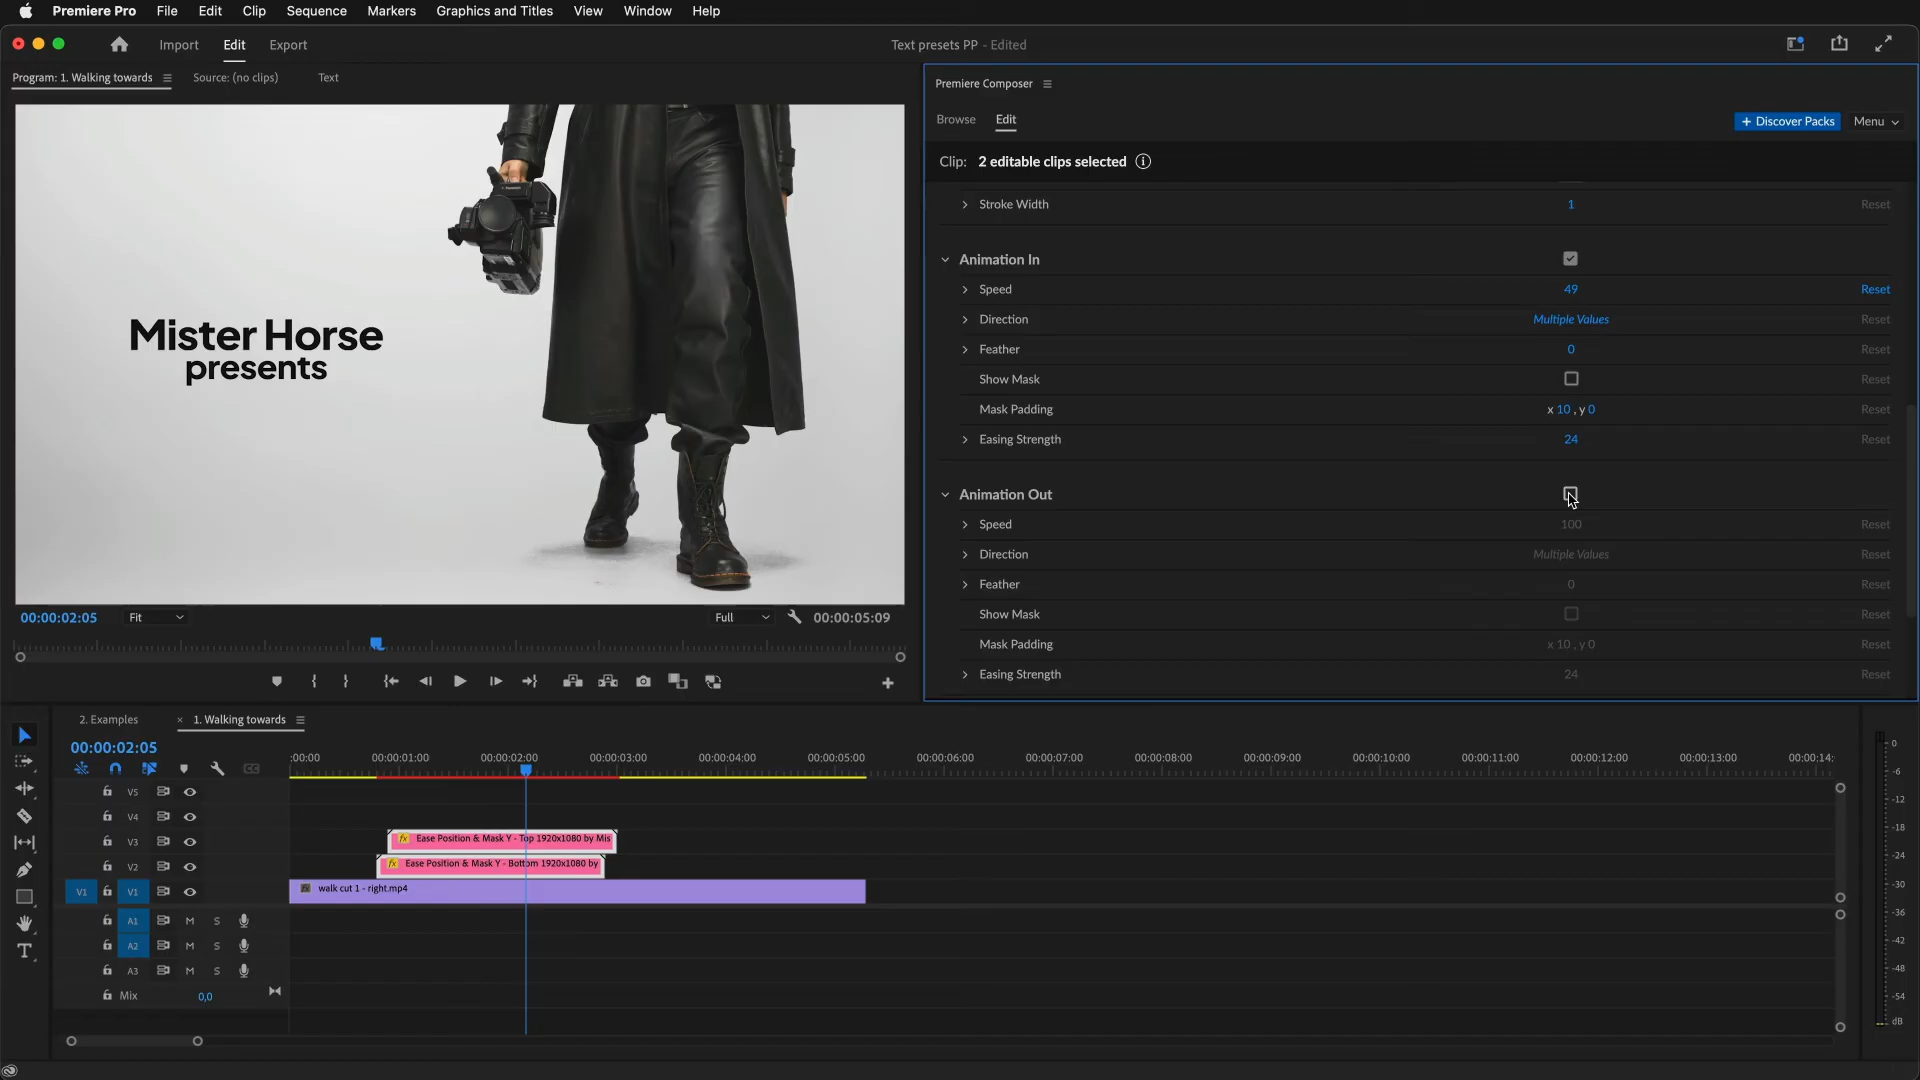 Premiere Pro File Edit Clip Sequence Markers Graphics and Titles View Window Help
Import Edit Export Text presets PP - Edited
Program: 1. Walking towards Source: (no clips) Text
Premiere Composer
Browse Edit + Discover Packs Menu
Clip: 2 editable clips selected
Stroke Width 1 Reset
Animation In
Speed 49 Reset
Direction Multiple Values Reset
Feather 0 Reset
Show Mask Reset
Mask Padding x 10 , y 0 Reset
Easing Strength 24 Reset
Animation Out
Speed 100 Reset
Direction Multiple Values Reset
Feather 0 Reset
Show Mask Reset
Mask Padding x 10 , y 0 Reset
Easing Strength 24 Reset
Mister Horse
presents
00:00:02:05 Fit Full 00:00:05:09
2. Examples × 1. Walking towards
00:00:02:05
:00:00 00:00:01:00 00:00:02:00 00:00:03:00 00:00:04:00 00:00:05:00 00:00:06:00 00:00:07:00 00:00:08:00 00:00:09:00 00:00:10:00 00:00:11:00 00:00:12:00 00:00:13:00 00:00:14:
V5
V4
V3 fx Ease Position & Mask Y - Top 1920x1080 by Mis
V2 fx Ease Position & Mask Y - Bottom 1920x1080 by
V1 V1 fx walk cut 1 - right.mp4
A1 M S
A2 M S
A3 M S
Mix 0,0
0
-6
-12
-18
-24
-30
-36
-42
-48
-54
dB